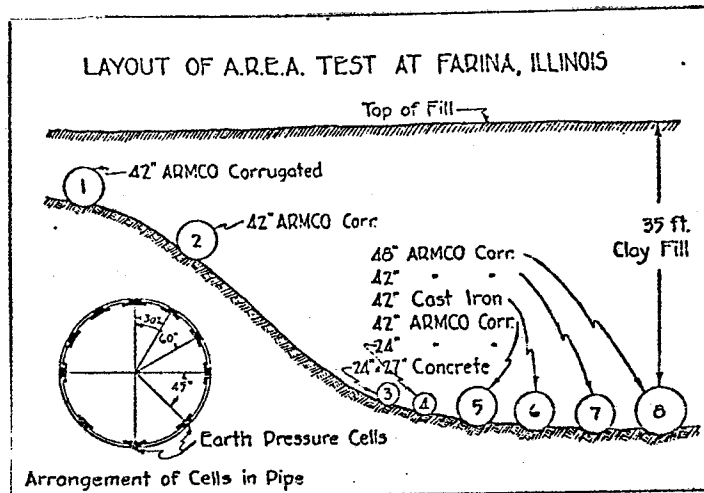 LAYOUT OF A.R.E.A. TEST AT FARINA, ILLINOIS
Top of Fill
1
42" ARMCO Corrugated
2
42" ARMCO Corr.
35 ft.
Clay Fill
48" ARMCO Corr.
42" " "
42" Cast Iron
42" ARMCO Corr.
24" " "
24"x27" Concrete
30°
60°
45°
3
4
5
6
7
8
Earth Pressure Cells
Arrangement of Cells in Pipe